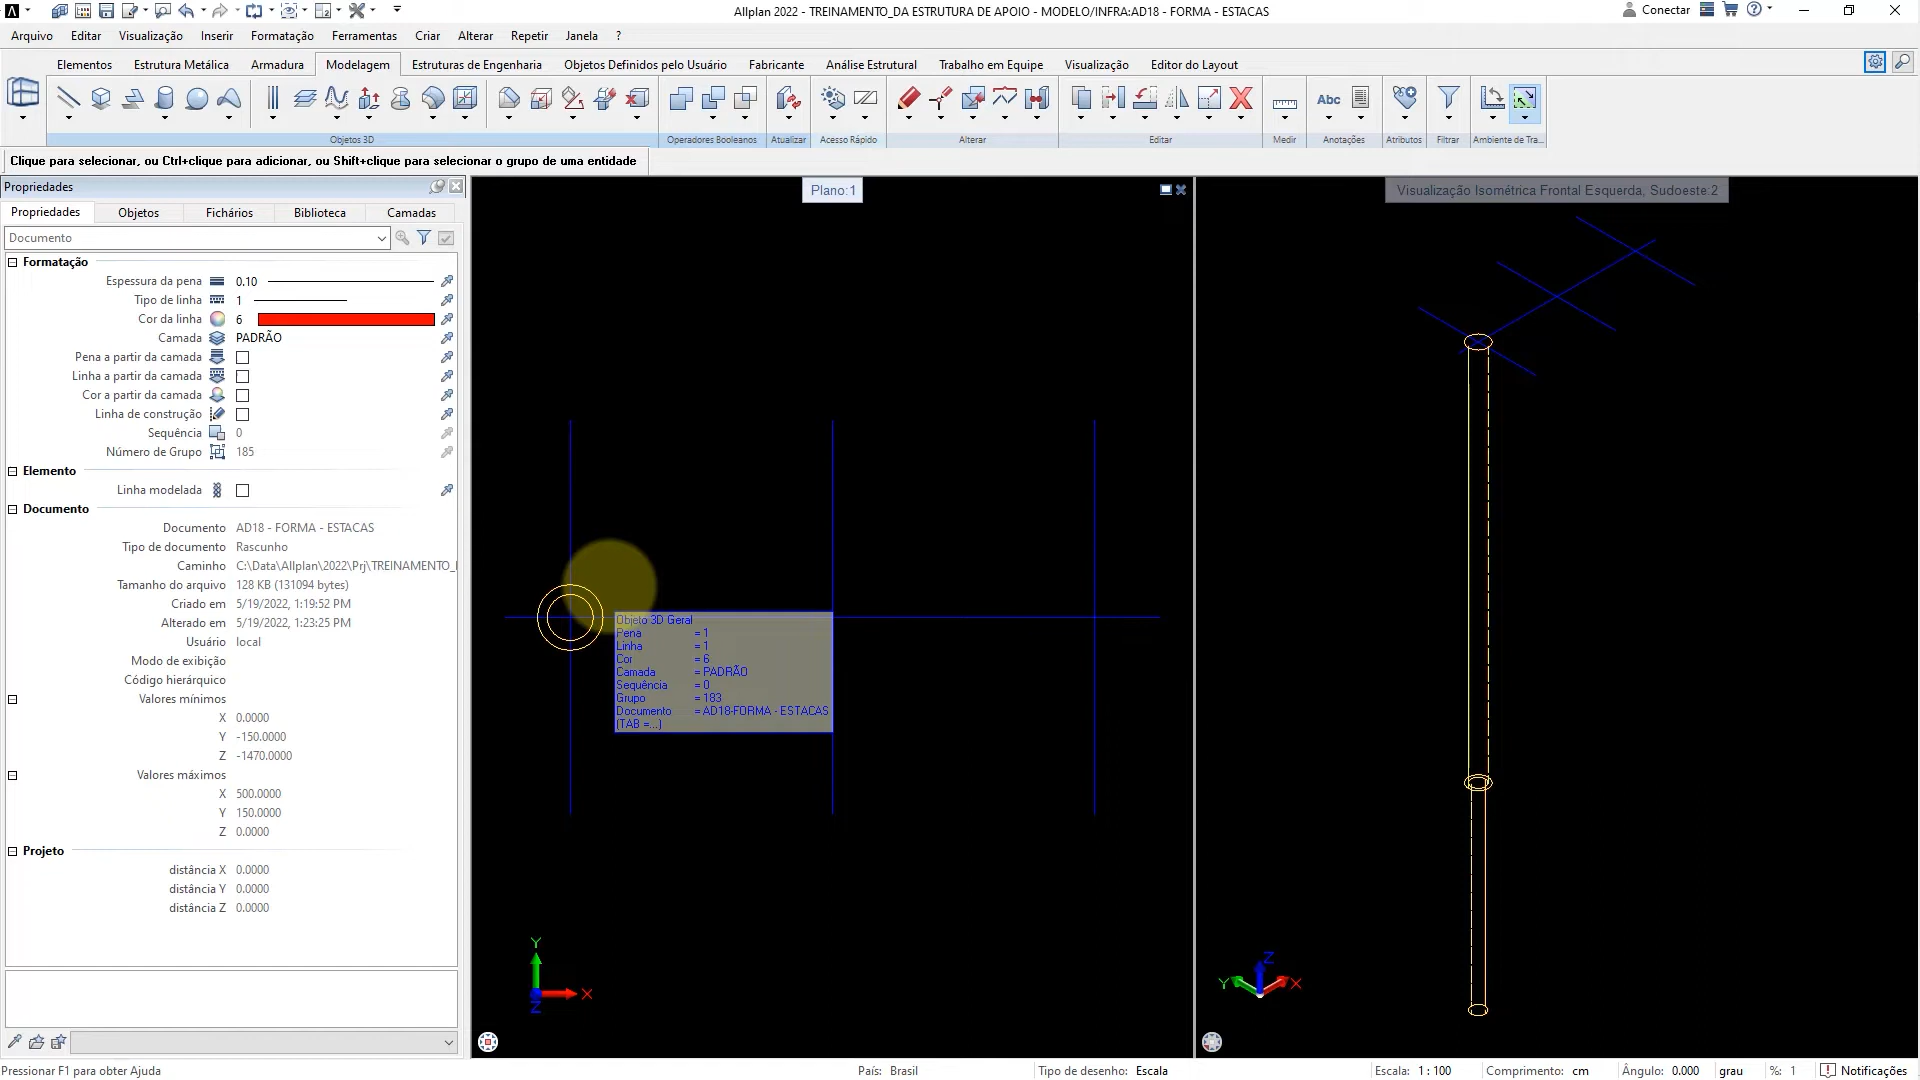 Allplan 2022 - TREINAMENTO_DA ESTRUTURA DE APOIO - MODELO/INFRA:AD18 - FORMA - ESTACAS
Conectar
Arquivo Editar Visualização Inserir Formatação Ferramentas Criar Alterar Repetir Janela ?
Elementos Estrutura Metálica Armadura Modelagem Estruturas de Engenharia Objetos Definidos pelo Usuário Fabricante Análise Estrutural Trabalho em Equipe Visualização Editor do Layout
Abc
Objetos 3D Operadores Booleanos Atualizar Acesso Rápido Alterar Editar Medir Anotações Atributos Filtrar Ambiente de Tra...
Clique para selecionar, ou Ctrl+clique para adicionar, ou Shift+clique para selecionar o grupo de uma entidade
Propriedades
Propriedades Objetos Fichários Biblioteca Camadas
Documento
Formatação
Espessura da pena 0.10
Tipo de linha 1
Cor da linha 6
Camada PADRÃO
Pena a partir da camada
Linha a partir da camada
Cor a partir da camada
Linha de construção
Sequência 0
Número de Grupo 185
Elemento
Linha modelada
Documento
Documento AD18 - FORMA - ESTACAS
Tipo de documento Rascunho
Caminho C:\Data\Allplan\2022\Prj\TREINAMENTO_
Tamanho do arquivo 128 KB (131094 bytes)
Criado em 5/19/2022, 1:19:52 PM
Alterado em 5/19/2022, 1:23:25 PM
Usuário local
Modo de exibição
Código hierárquico
Valores mínimos
X 0.0000
Y -150.0000
Z -1470.0000
Valores máximos
X 500.0000
Y 150.0000
Z 0.0000
Projeto
distância X 0.0000
distância Y 0.0000
distância Z 0.0000
Plano:1
Objeto 3D Geral
Pena = 1
Linha = 1
Cor = 6
Camada = PADRÃO
Sequência = 0
Grupo = 183
Documento = AD18-FORMA - ESTACAS
(TAB =...)
Y
X
Z
Visualização Isométrica Frontal Esquerda, Sudoeste:2
Z
Y X
Pressionar F1 para obter Ajuda País: Brasil Tipo de desenho: Escala Escala: 1 : 100 Comprimento: cm Ângulo: 0.000 grau %: 1 Notificações